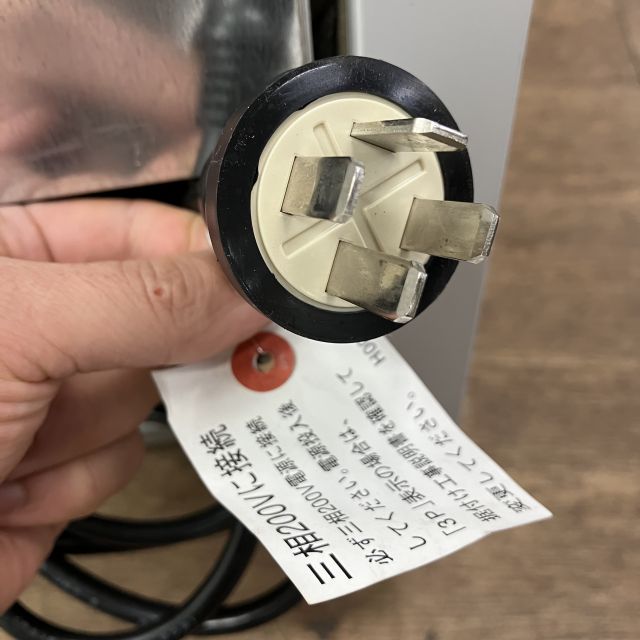 三相200Vに接続
必ず三相200V電源に接続
してください。電源投入後
「3P」表示の場合は、
据付け工事説明書を確認して
変更してください。
HO